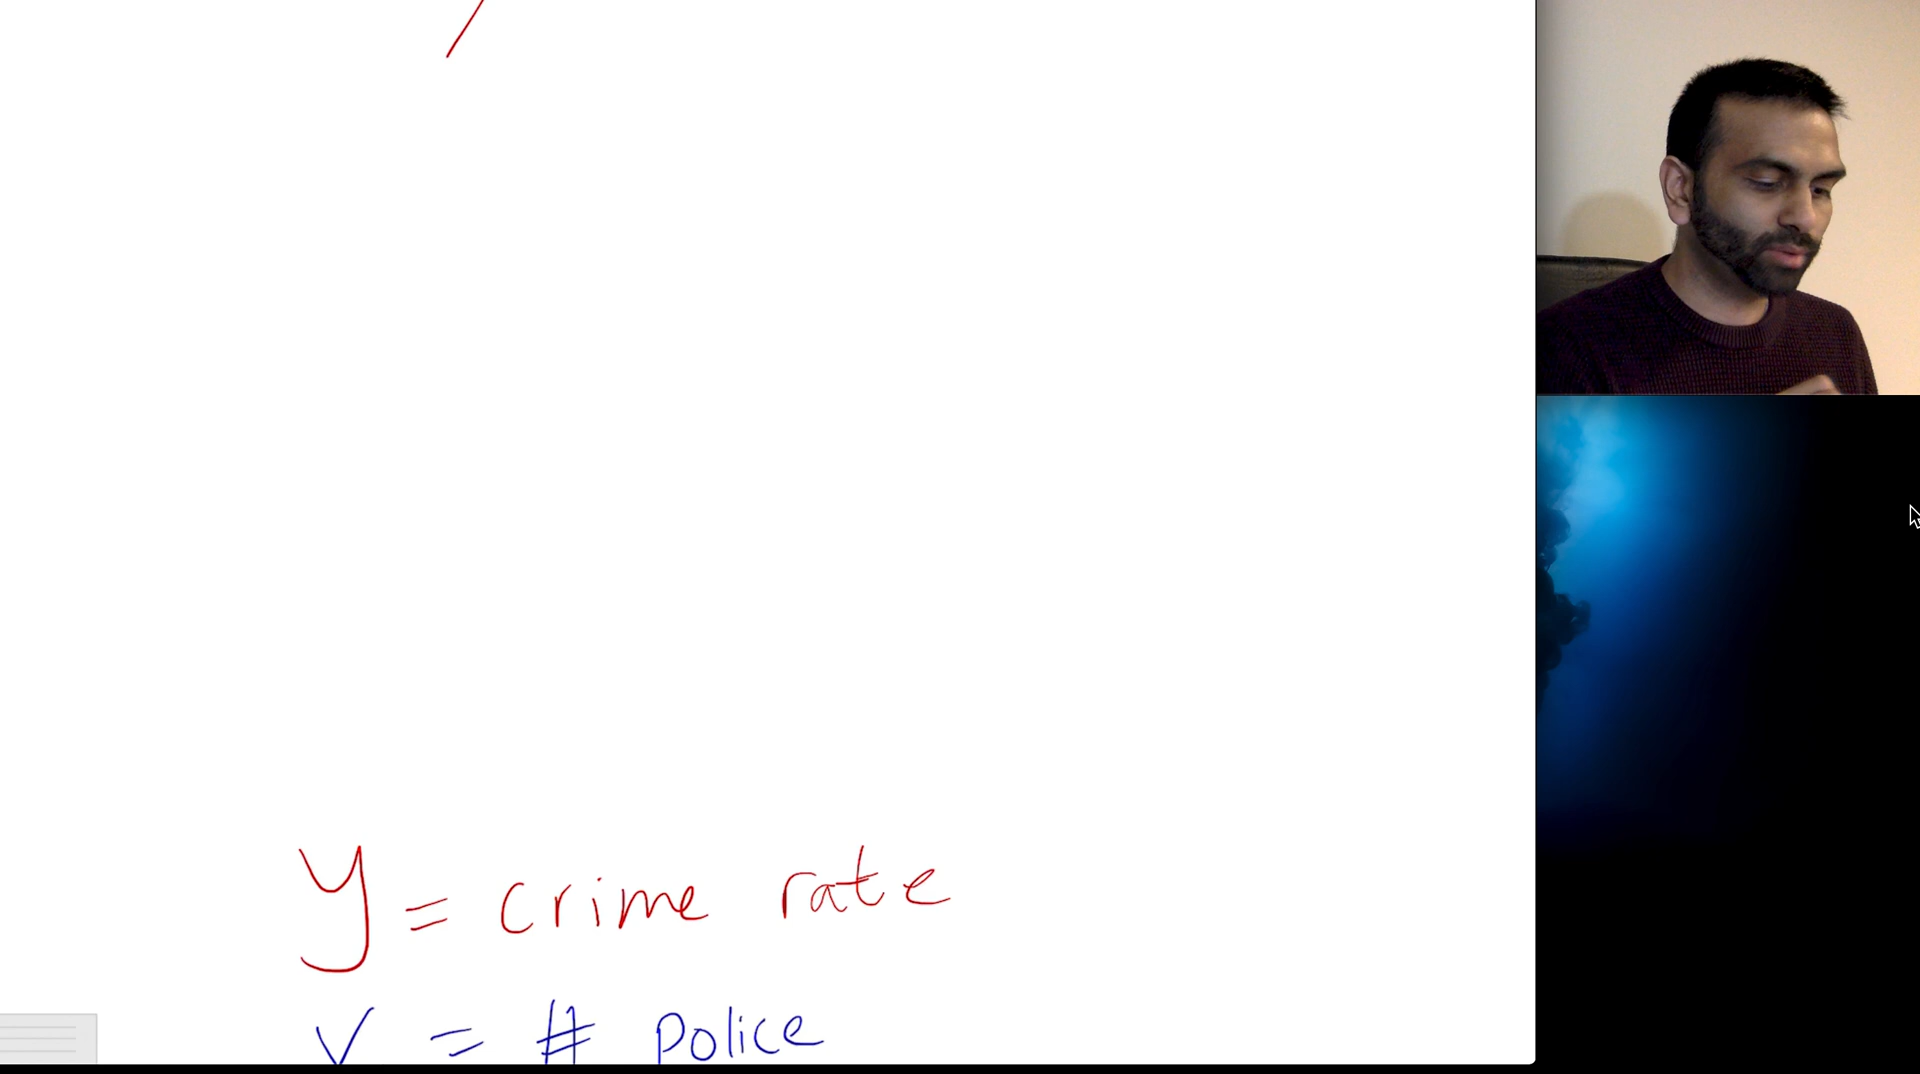 y = crime rate
X = # police